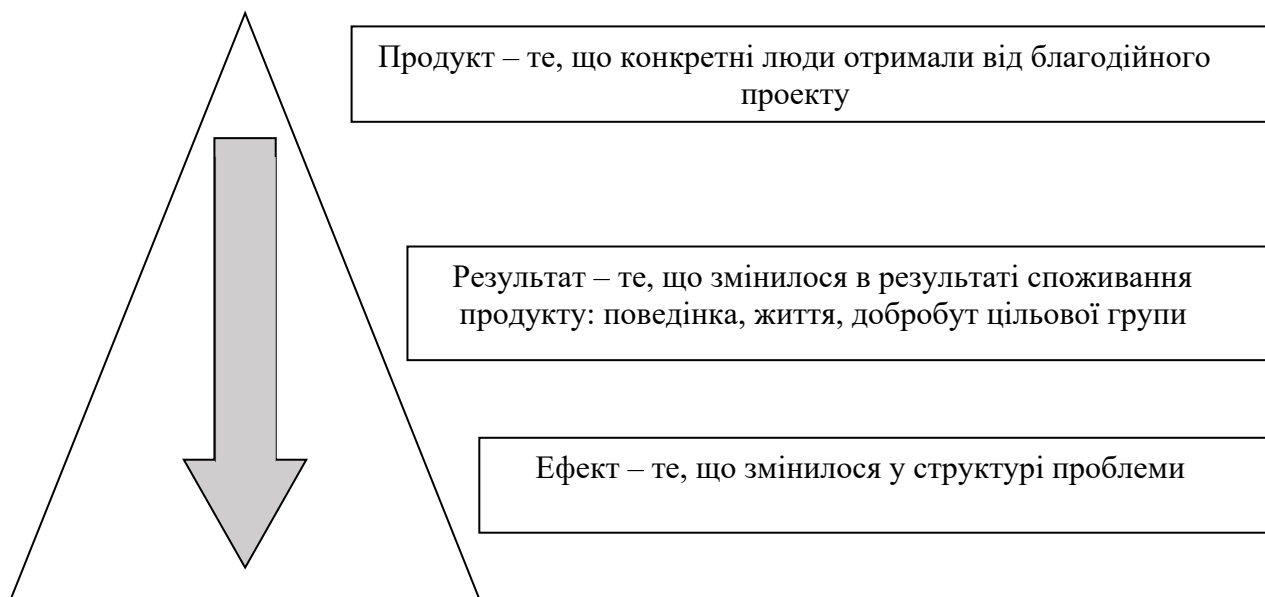 Продукт – те, що конкретні люди отримали від благодійного
проекту
Результат – те, що змінилося в результаті споживання
продукту: поведінка, життя, добробут цільової групи
Ефект – те, що змінилося у структурі проблеми